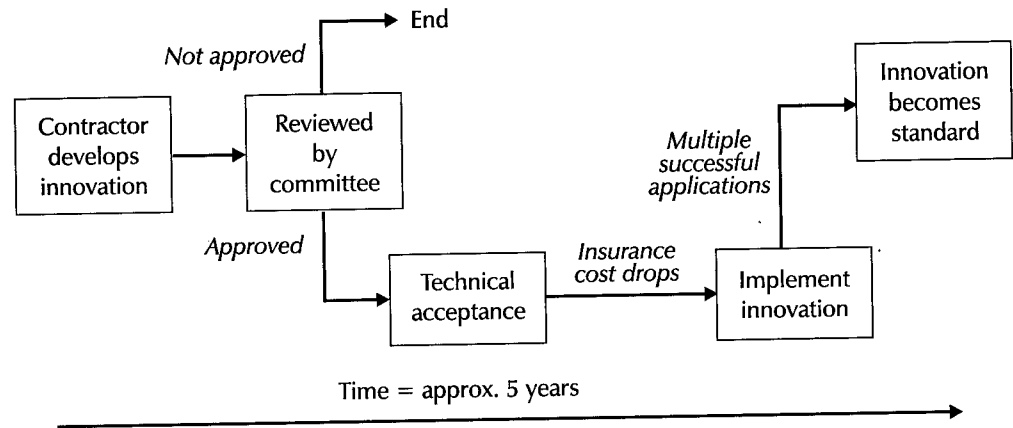 End
Not approved
Contractor
develops
innovation
Reviewed
by
committee
Approved
Technical
acceptance
Insurance
cost drops
Implement
innovation
Multiple
successful
applications
Innovation
becomes
standard
Time = approx. 5 years